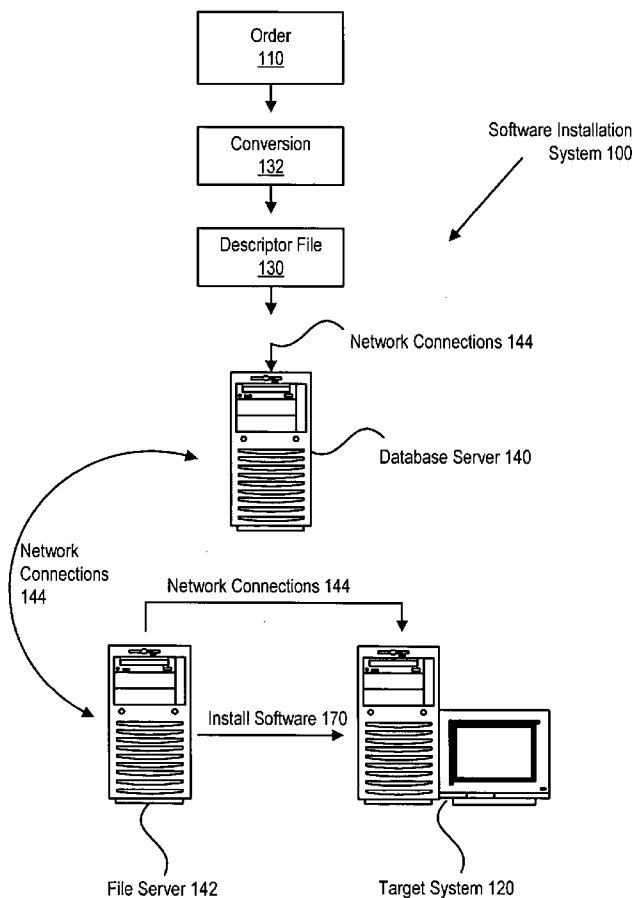 Order
110
Conversion
132
Software Installation
System 100
Descriptor File
130
Network Connections 144
Database Server 140
Network
Connections
144
Network Connections 144
Install Software 170
File Server 142
Target System 120